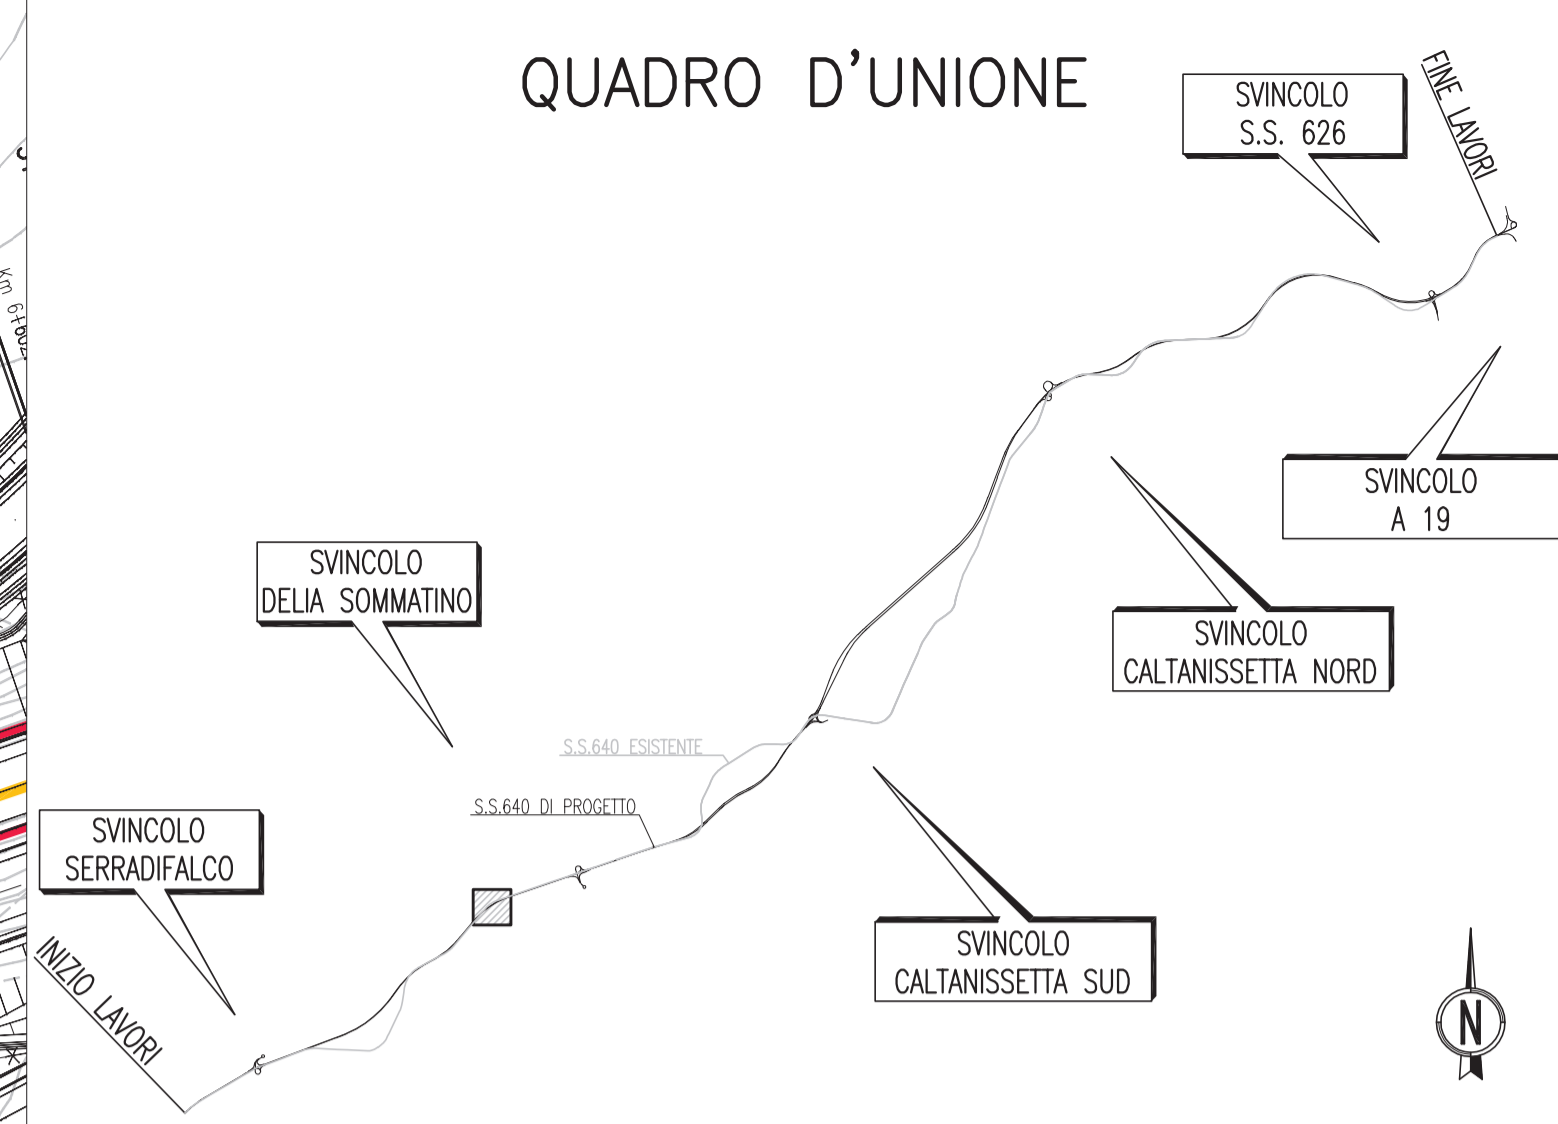 QUADRO D'UNIONE
SVINCOLO
S.S. 626
FINE LAVORI
SVINCOLO
A 19
SVINCOLO
DELIA SOMMATINO
SVINCOLO
CALTANISSETTA NORD
S.S.640 ESISTENTE
S.S.640 DI PROGETTO
SVINCOLO
SERRADIFALCO
SVINCOLO
CALTANISSETTA SUD
INIZIO LAVORI
N
Km